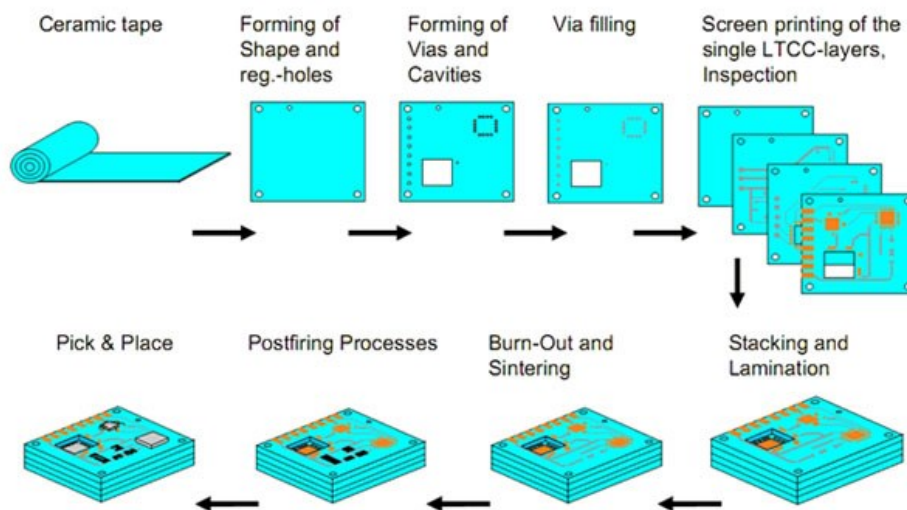 Ceramic tape
Forming of
Shape and
reg.-holes
Forming of
Vias and
Cavities
Via filling
Screen printing of the
single LTCC-layers,
Inspection
Pick & Place
Postfiring Processes
Burn-Out and
Sintering
Stacking and
Lamination